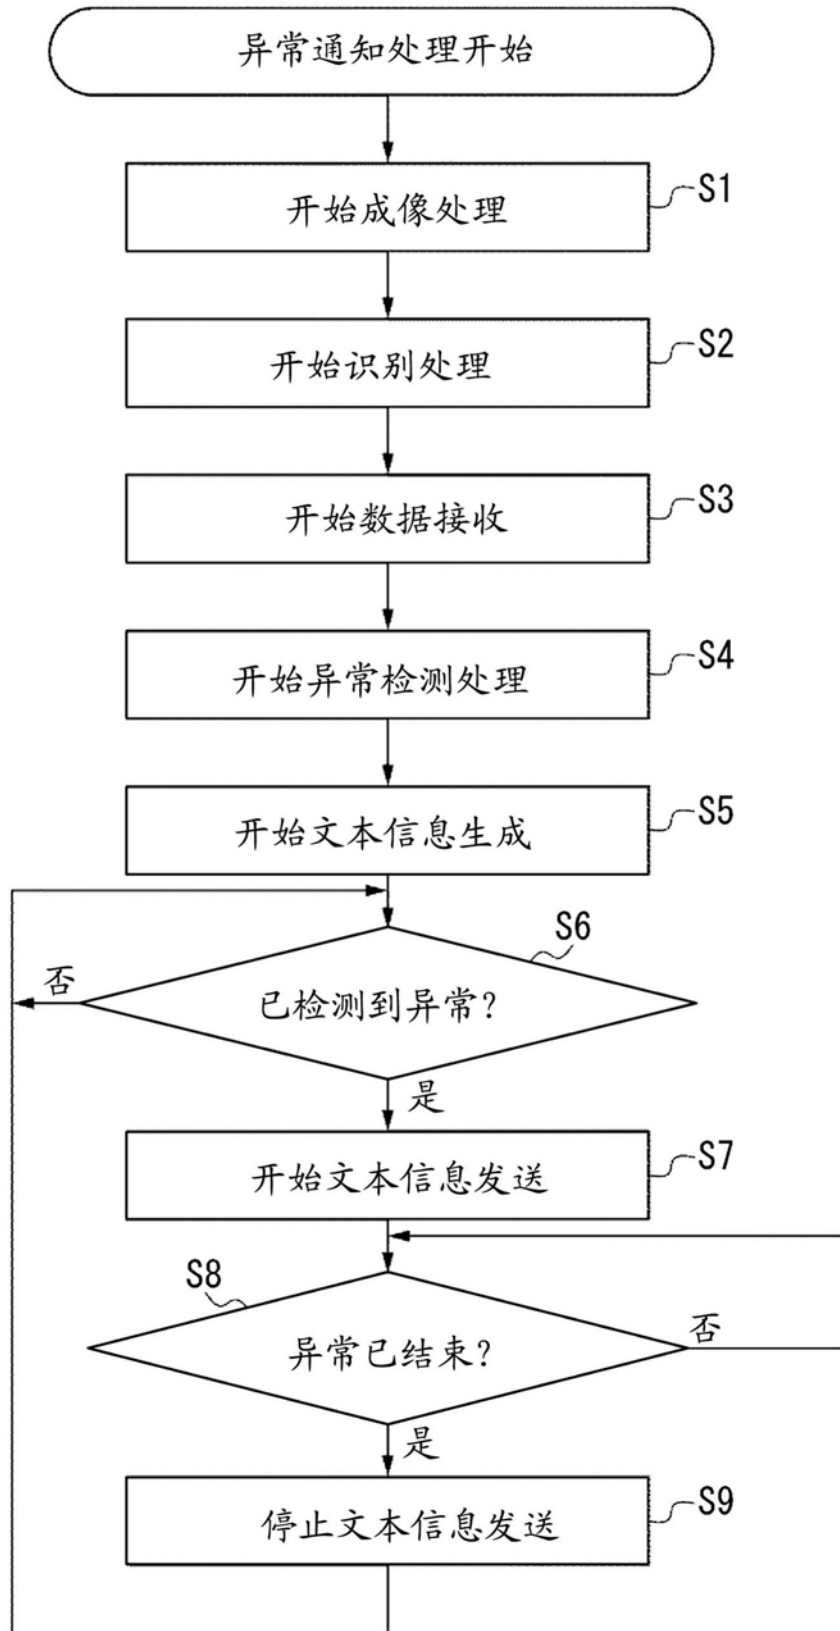 异常通知处理开始
开始成像处理
S1
开始识别处理
S2
开始数据接收
S3
开始异常检测处理
S4
开始文本信息生成
S5
S6
否
已检测到异常?
是
开始文本信息发送
S7
S8
异常已结束?
否
是
停止文本信息发送
S9